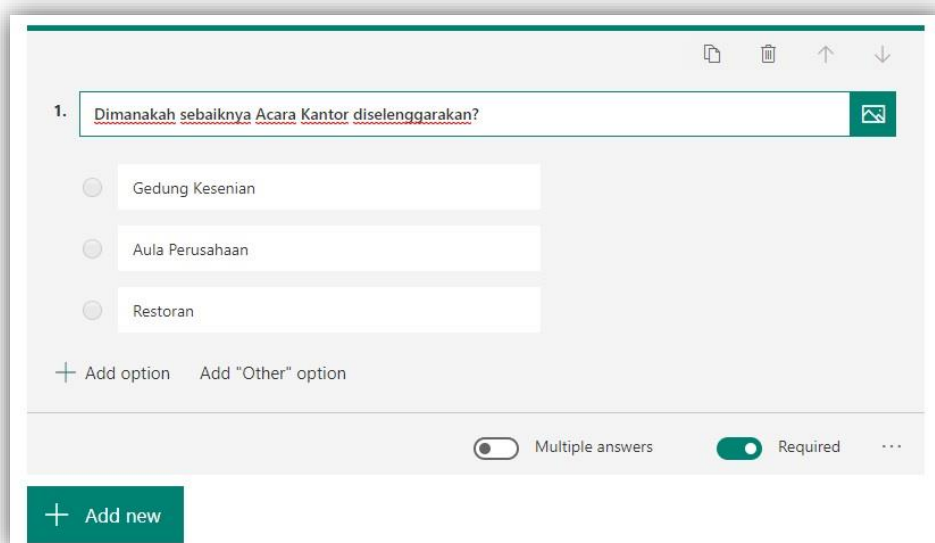 1. Dimanakah sebaiknya Acara Kantor diselenggarakan?
Gedung Kesenian
Aula Perusahaan
Restoran
+ Add option Add "Other" option
Multiple answers Required ...
+ Add new